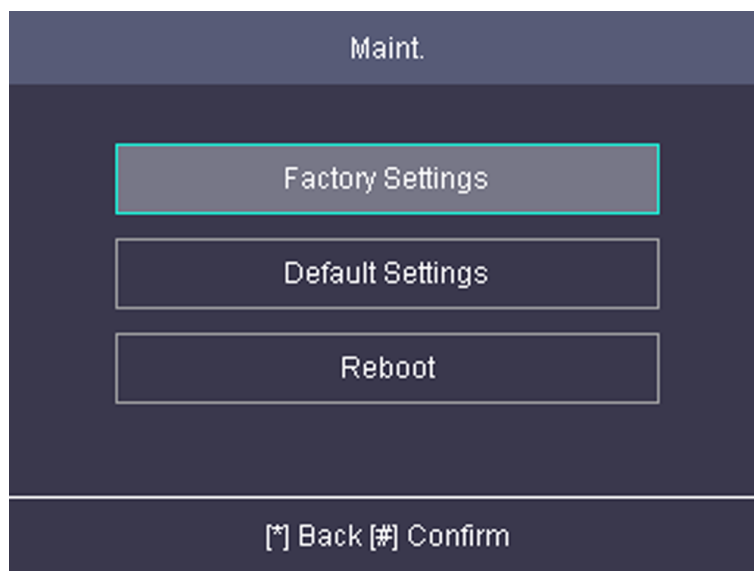 Maint.
Factory Settings
Default Settings
Reboot
[*] Back [#] Confirm